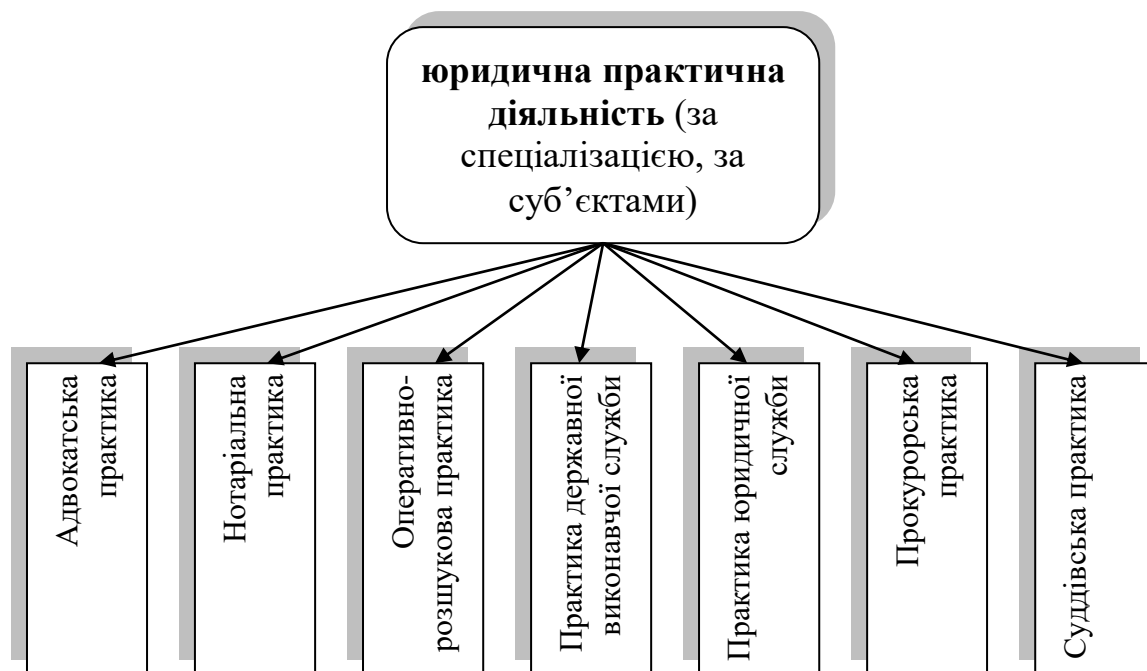 юридична практична
діяльність (за
спеціалізацією, за
суб’єктами)
Адвокатська
практика
Нотаріальна
практика
Оперативно-
розшукова практика
Практика державної
виконавчої служби
Практика юридичної
служби
Прокурорська
практика
Суддівська практика